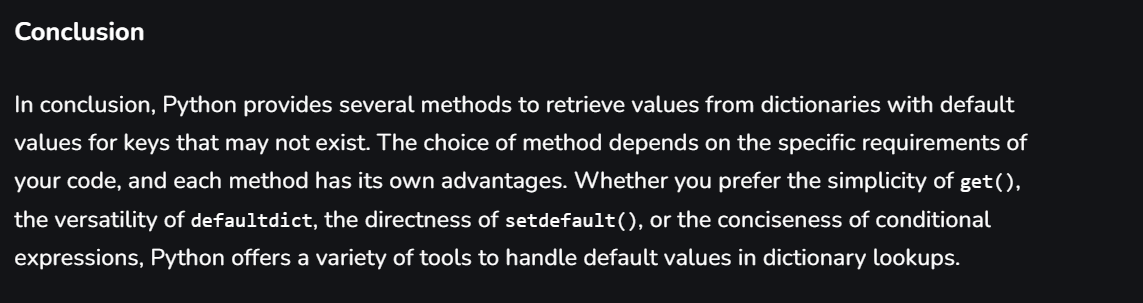 Conclusion
In conclusion, Python provides several methods to retrieve values from dictionaries with default
values for keys that may not exist. The choice of method depends on the specific requirements of
your code, and each method has its own advantages. Whether you prefer the simplicity of get(),
the versatility of defaultdict, the directness of setdefault(), or the conciseness of conditional
expressions, Python offers a variety of tools to handle default values in dictionary lookups.